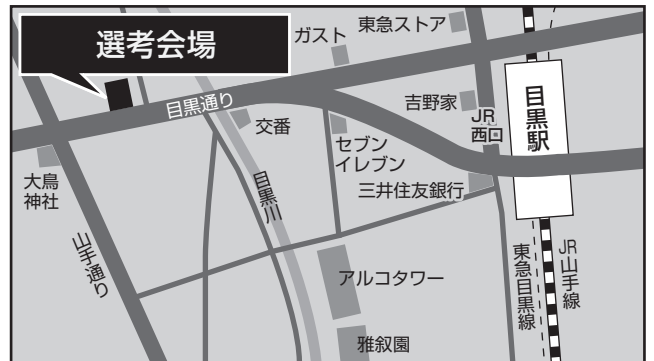 選考会場
ガスト
東急ストア
目黒通り
交番
吉野家
JR
西口
目黒駅
セブン
イレブン
三井住友銀行
大鳥
神社
目黒川
山手通り
アルコタワー
雅叙園
東急目黒線
JR山手線